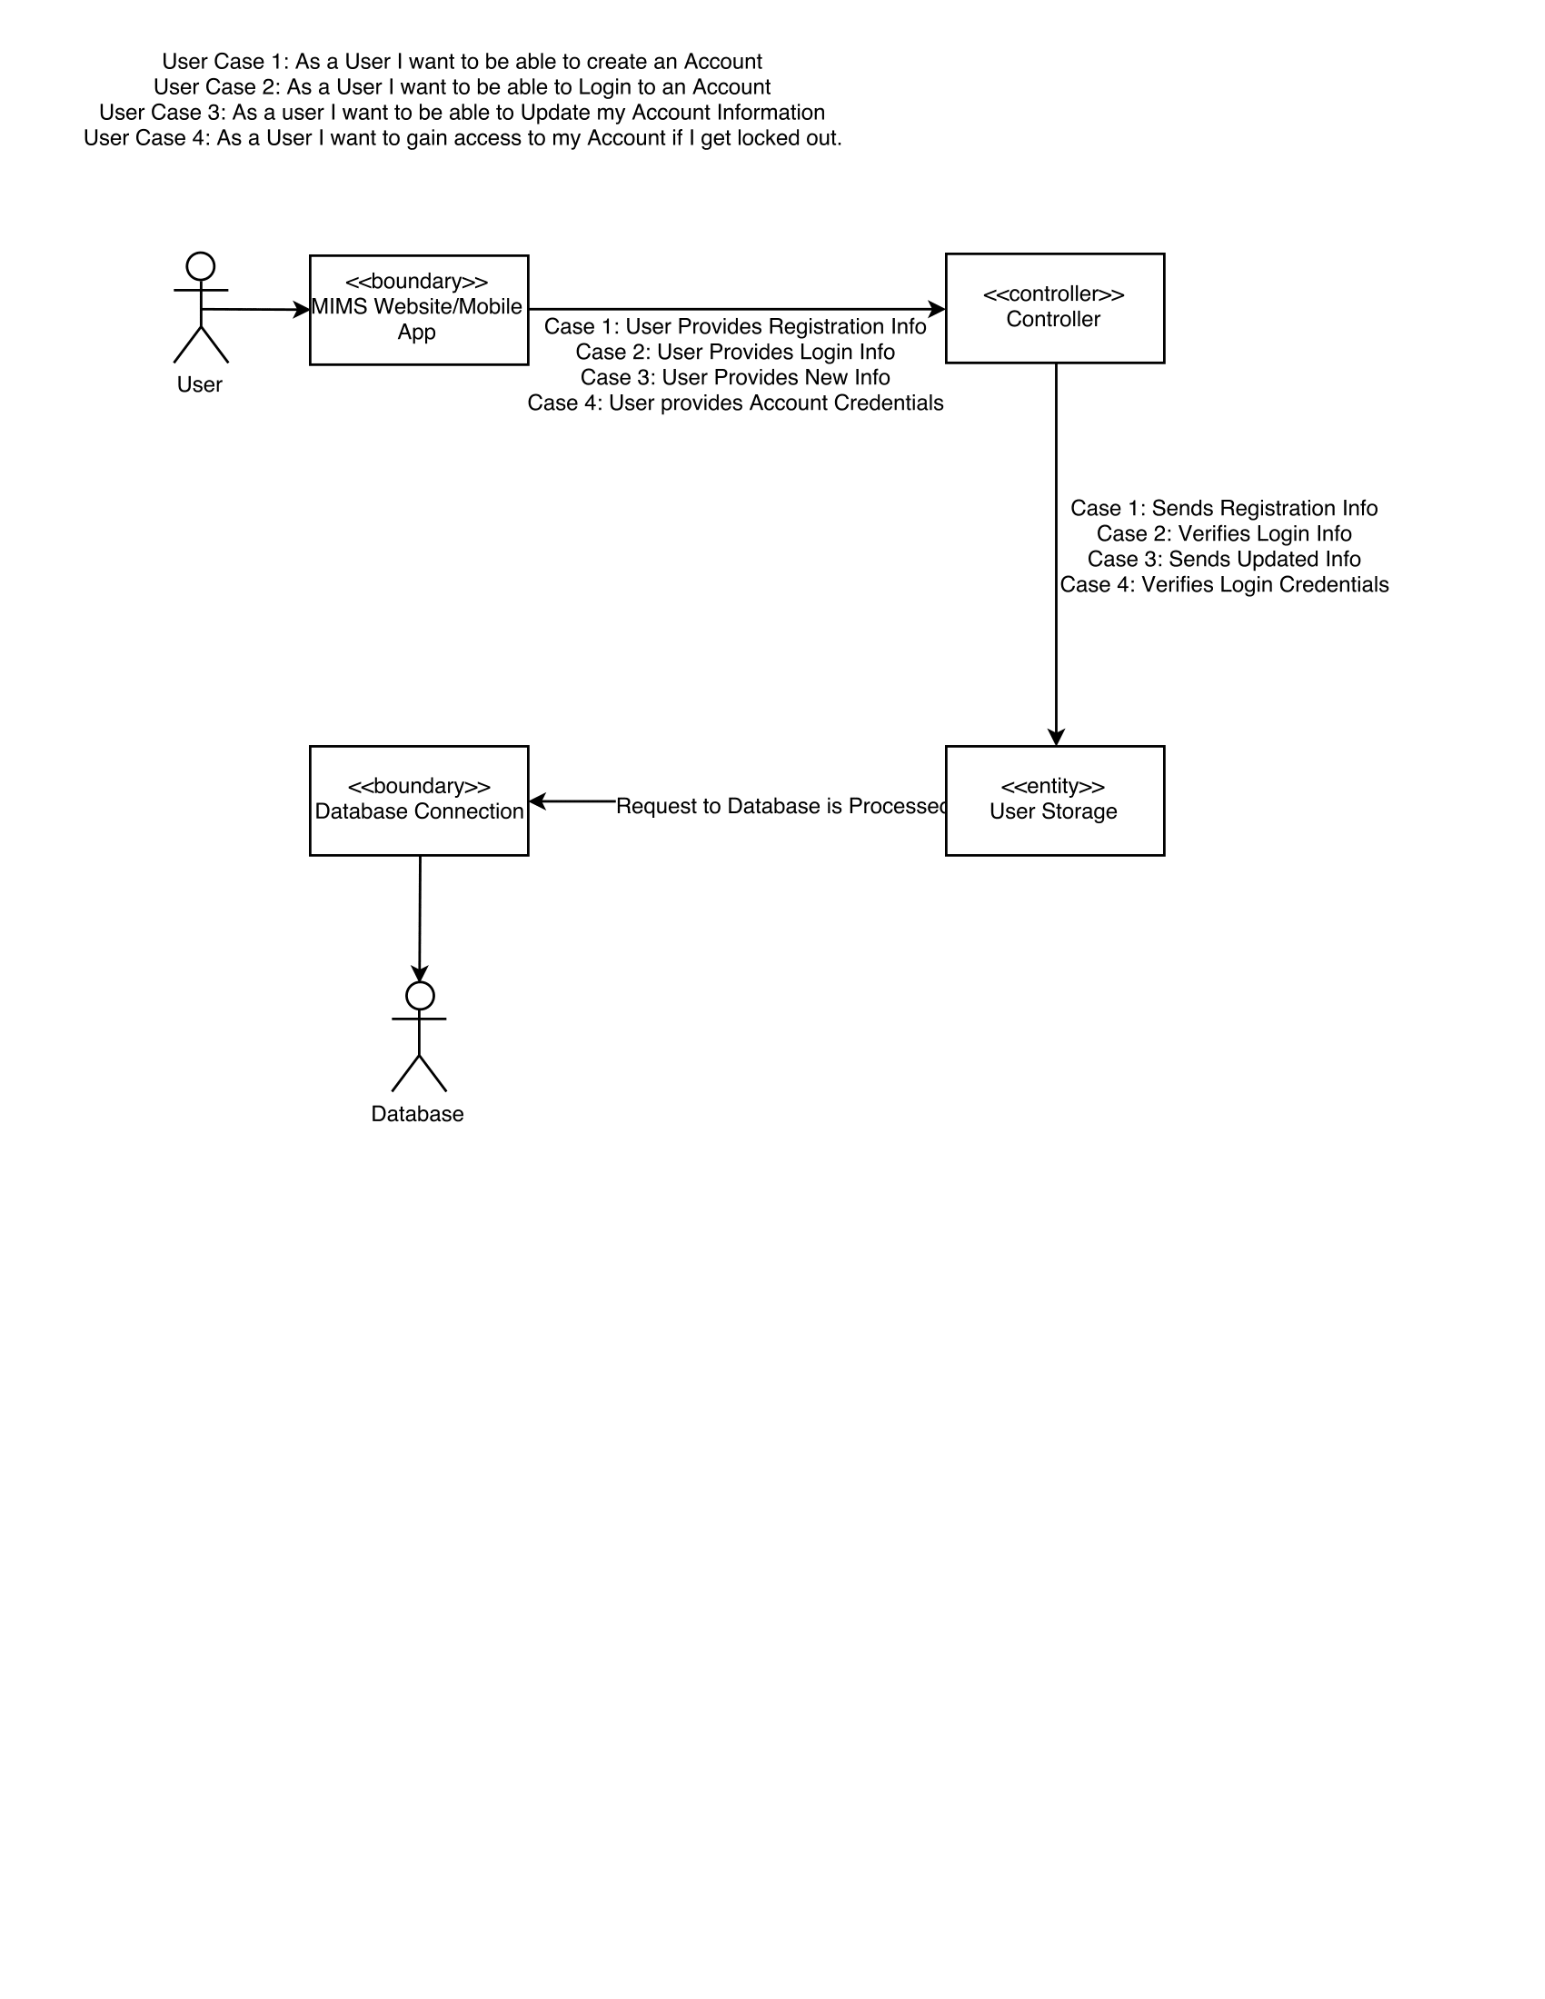 User Case 1: As a User I want to be able to create an Account
User Case 2: As a User I want to be able to Login to an Account
User Case 3: As a user I want to be able to Update my Account Information
User Case 4: As a User I want to gain access to my Account if I get locked out.
<<boundary>>
MIMS Website/Mobile
App
User
Case 1: User Provides Registration Info
Case 2: User Provides Login Info
Case 3: User Provides New Info
Case 4: User provides Account Credentials
<<controller>>
Controller
Case 1: Sends Registration Info
Case 2: Verifies Login Info
Case 3: Sends Updated Info
Case 4: Verifies Login Credentials
<<boundary>>
Database Connection
Request to Database is Processed
<<entity>>
User Storage
Database